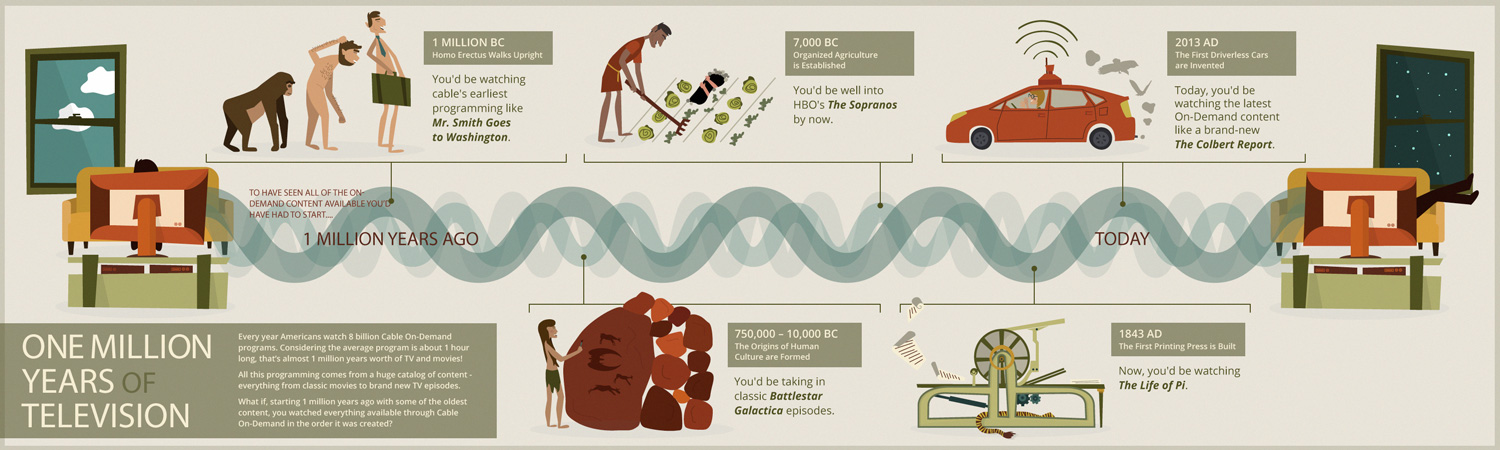 1 MILLION BC
Homo Erectus Walks Upright
You'd be watching
cable's earliest
programming like
Mr. Smith Goes
to Washington.
7,000 BC
Organized Agriculture
is Established
You'd be well into
HBO's The Sopranos
by now.
2013 AD
The First Driverless Cars
are Invented
Today, you'd be
watching the latest
On-Demand content
like a brand-new
The Colbert Report.
TO HAVE SEEN ALL OF THE ON-
DEMAND CONTENT AVAILABLE YOU'D
HAVE HAD TO START....
1 MILLION YEARS AGO
TODAY
750,000 – 10,000 BC
The Origins of Human
Culture are Formed
You'd be taking in
classic Battlestar
Galactica episodes.
1843 AD
The First Printing Press is Built
Now, you'd be watching
The Life of Pi.
ONE MILLION
YEARS OF
TELEVISION
Every year Americans watch 8 billion Cable On-Demand
programs. Considering the average program is about 1 hour
long, that's almost 1 million years worth of TV and movies!
All this programming comes from a huge catalog of content -
everything from classic movies to brand new TV episodes.
What if, starting 1 million years ago with some of the oldest
content, you watched everything available through Cable
On-Demand in the order it was created?